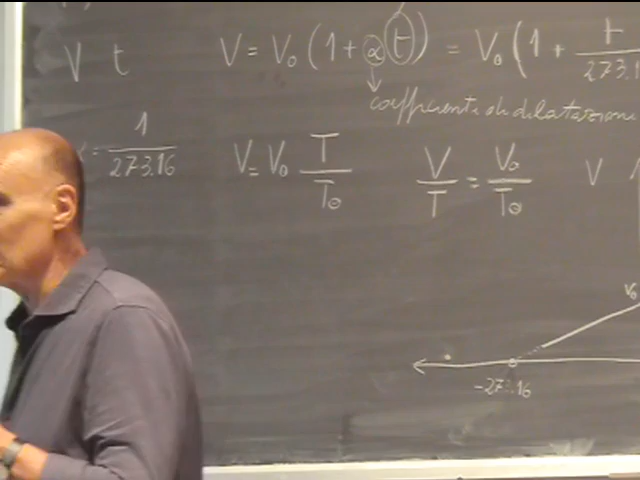 V t V = V₀ (1 + α t) = V₀ (1 + t / 273.1
coefficiente di dilatazione
= 1 / 273.16 V = V₀ T / T₀ V / T = V₀ / T₀ V
V₀
-273.16